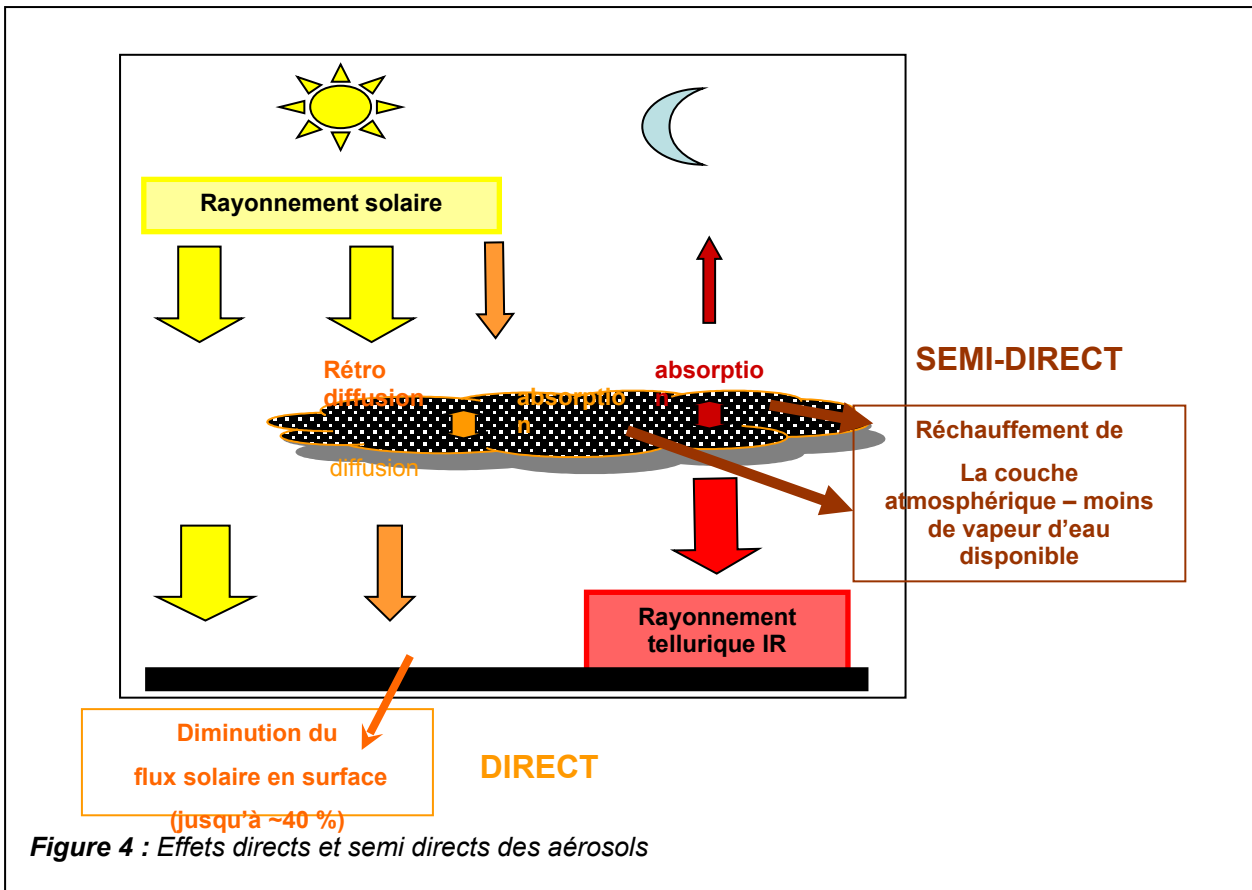 Rayonnement solaire
Rétro
diffusion
absorptio
n
absorptio
n
diffusion
SEMI-DIRECT
Réchauffement de
La couche
atmosphérique – moins
de vapeur d’eau
disponible
Rayonnement
tellurique IR
Diminution du
flux solaire en surface
(jusqu’à ~40 %)
DIRECT
Figure 4 : Effets directs et semi directs des aérosols